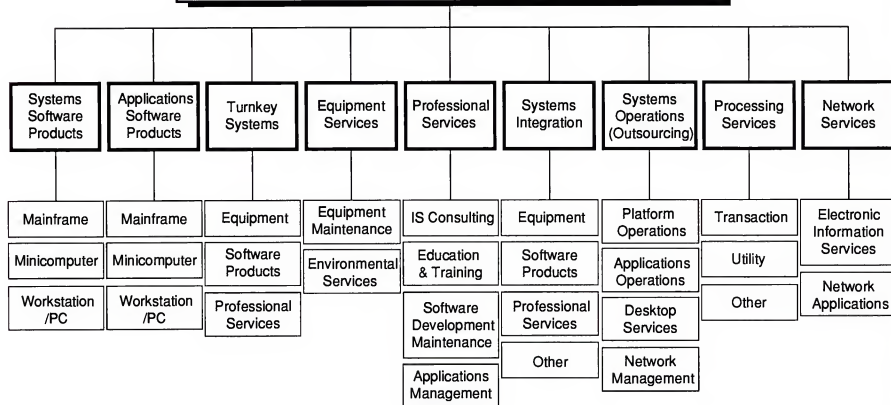 Systems
Software
Products
Applications
Software
Products
Turnkey
Systems
Equipment
Services
Professional
Services
Systems
Integration
Systems
Operations
(Outsourcing)
Processing
Services
Network
Services
Mainframe
Minicomputer
Workstation
/PC
Mainframe
Minicomputer
Workstation
/PC
Equipment
Software
Products
Professional
Services
Equipment
Maintenance
Environmental
Services
IS Consulting
Education
& Training
Software
Development
Maintenance
Applications
Management
Equipment
Software
Products
Professional
Services
Other
Platform
Operations
Applications
Operations
Desktop
Services
Network
Management
Transaction
Utility
Other
Electronic
Information
Services
Network
Applications